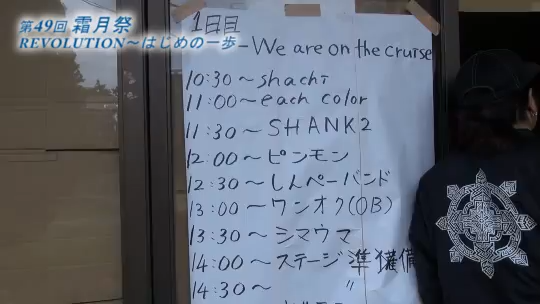 第49回 霜月祭
REVOLUTION～はじめの一歩
1日目
-We are on the cruise
10:30～shachi
11:00～each color
11:30～SHANK2
12:00～ピンモン
12:30～しんぺーバンド
13:00～ワンオク(OB)
13:30～シマウマ
14:00～ステージ準備
14:30～ 〃